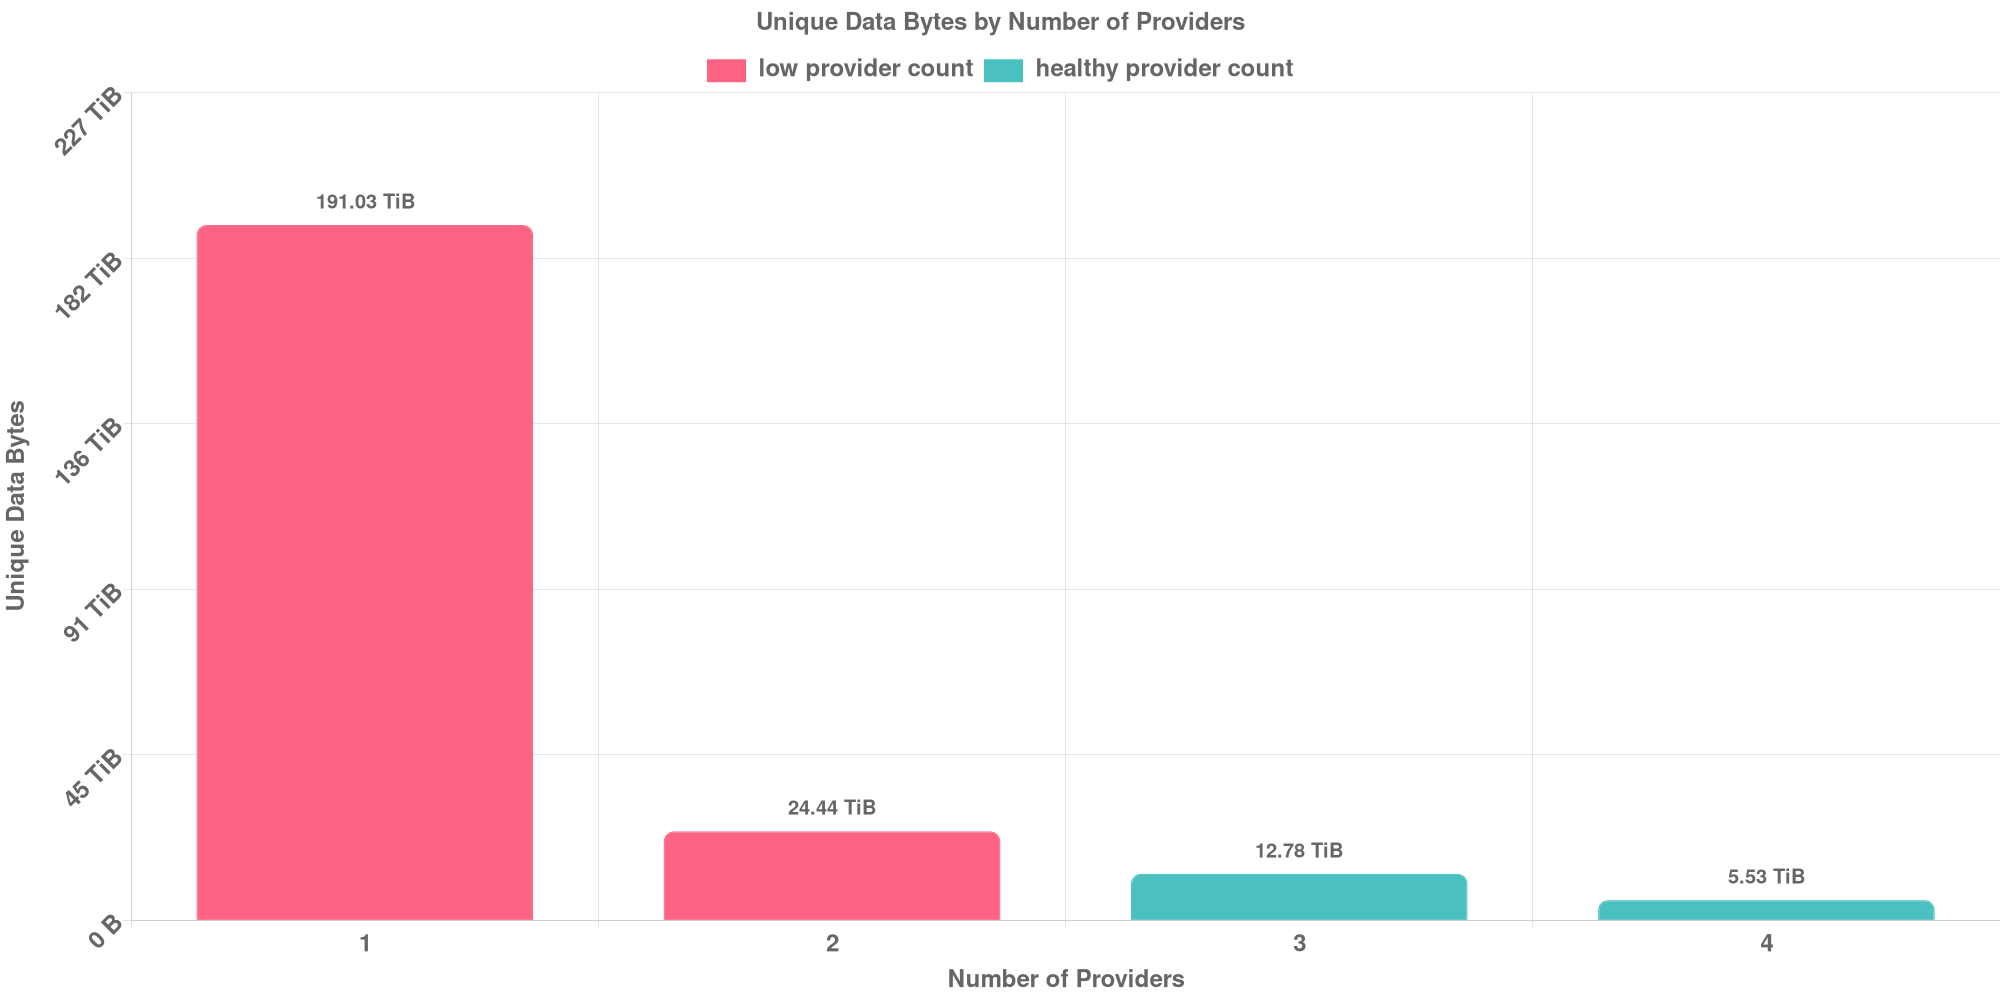 Unique Data Bytes by Number of Providers
low provider count
healthy provider count
227 TiB
182 TiB
136 TiB
91 TiB
45 TiB
0 B
Unique Data Bytes
191.03 TiB
24.44 TiB
12.78 TiB
5.53 TiB
1
2
3
4
Number of Providers